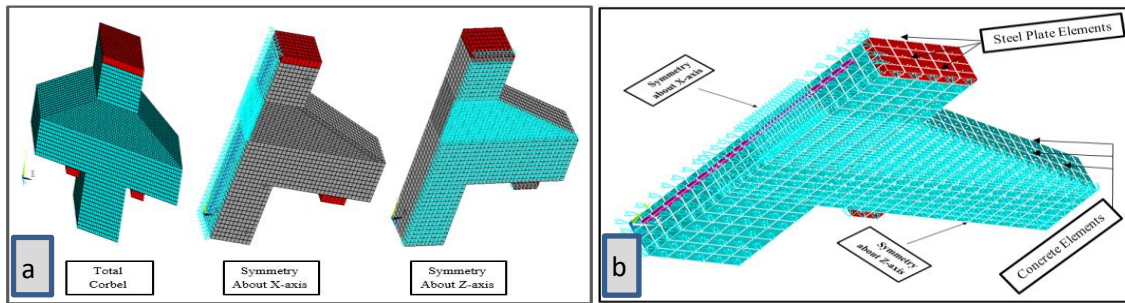 a
Total
Corbel
Symmetry
About X-axis
Symmetry
About Z-axis
b
Steel Plate Elements
Symmetry
about X-axis
Symmetry
about Z-axis
Concrete Elements